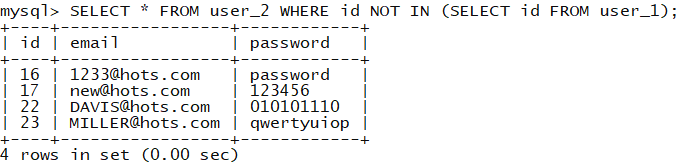 mysql> SELECT * FROM user_2 WHERE id NOT IN (SELECT id FROM user_1);
+----+-----------------+------------+
| id | email           | password   |
+----+-----------------+------------+
| 16 | 1233@hots.com   | password   |
| 17 | new@hots.com    | 123456     |
| 22 | DAVIS@hots.com  | 010101110  |
| 23 | MILLER@hots.com | qwertyuiop |
+----+-----------------+------------+
4 rows in set (0.00 sec)